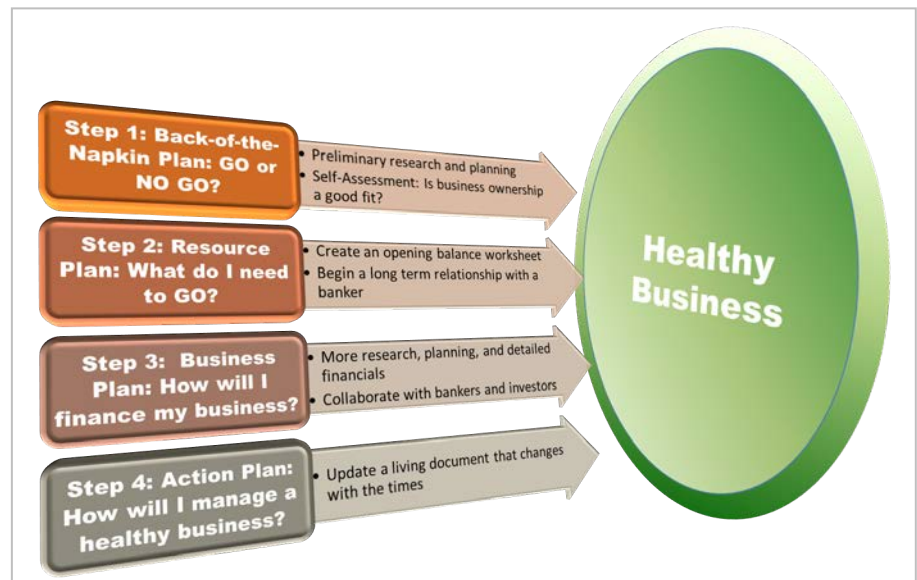 Step 1: Back-of-the-
Napkin Plan: GO or
NO GO?
• Preliminary research and planning
• Self-Assessment: Is business ownership
a good fit?
Step 2: Resource
Plan: What do I need
to GO?
• Create an opening balance worksheet
• Begin a long term relationship with a
banker
Step 3: Business
Plan: How will I
finance my business?
• More research, planning, and detailed
financials
• Collaborate with bankers and investors
Step 4: Action Plan:
How will I manage a
healthy business?
• Update a living document that changes
with the times
Healthy
Business